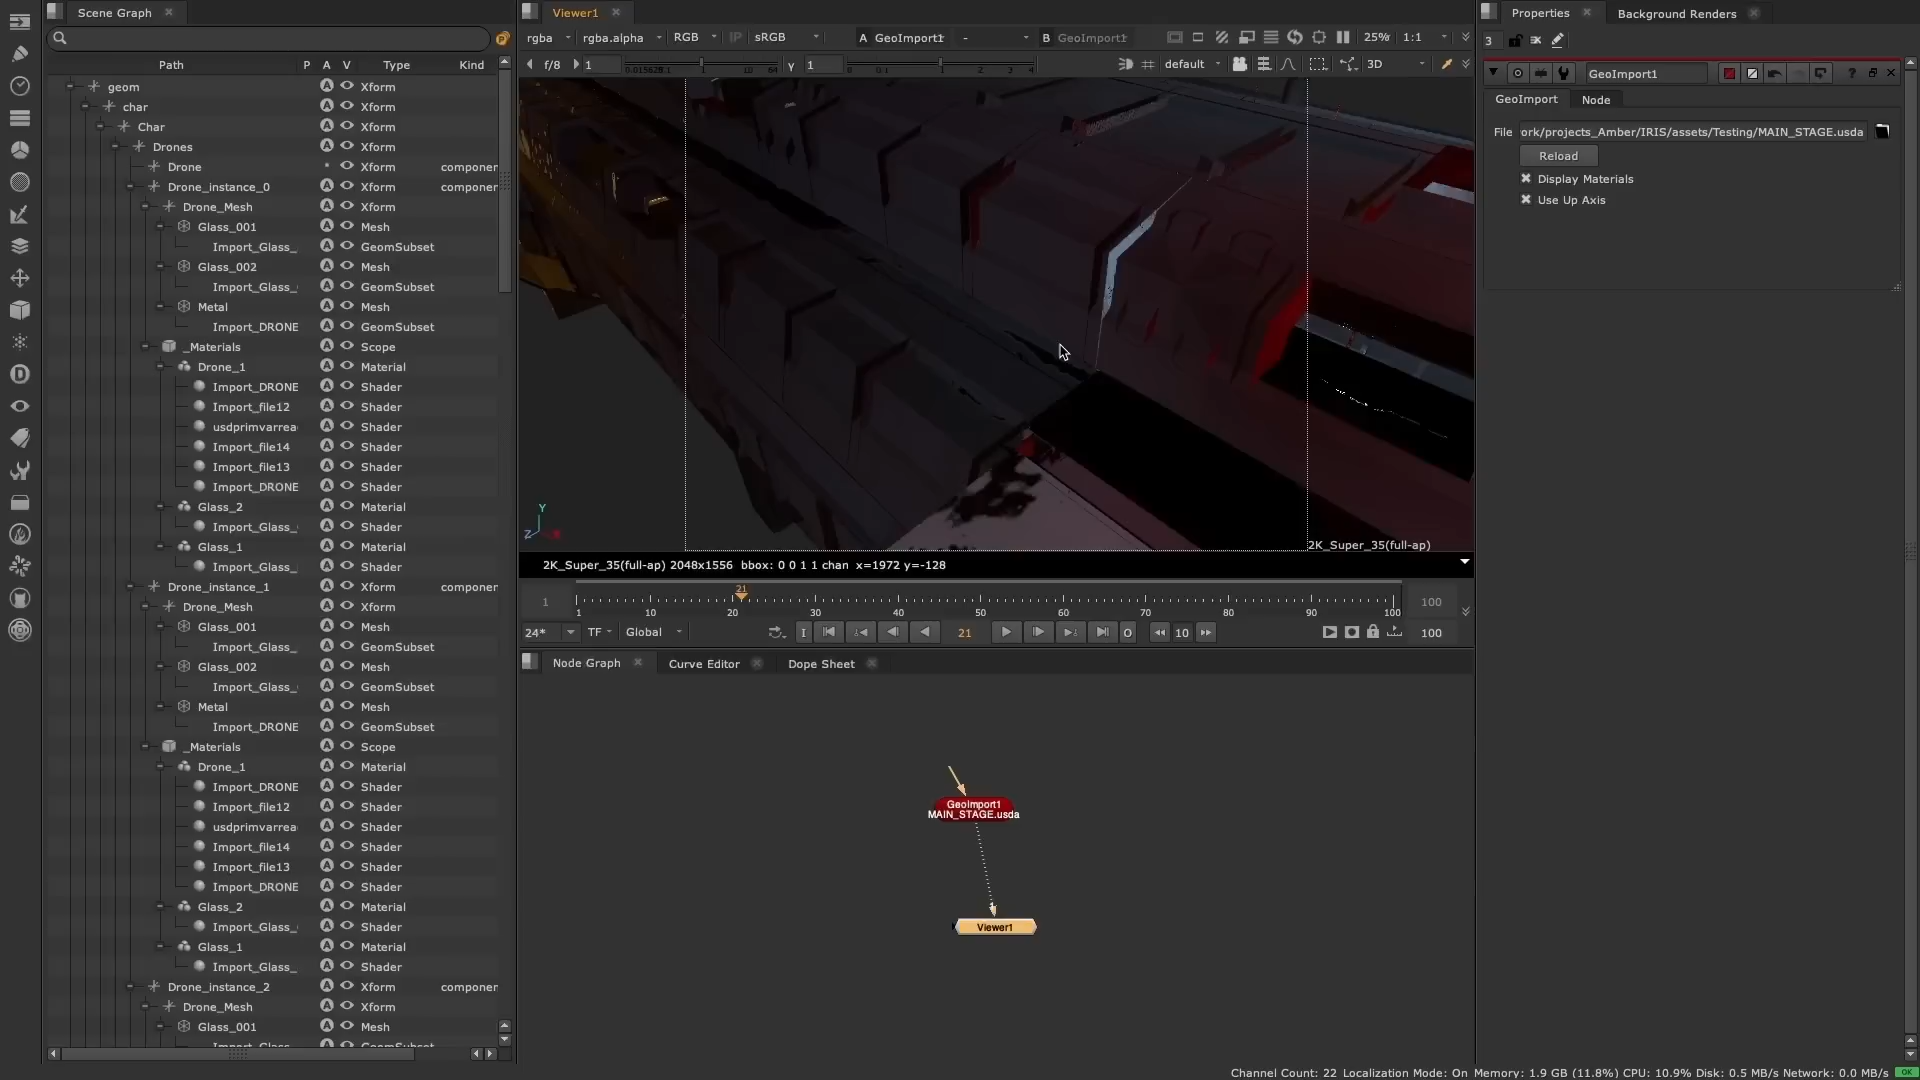 Scene Graph
Path P A V Type Kind
geom Xform
char Xform
Char Xform
Drones Xform
Drone Xform componer
Drone_instance_0 Xform componer
Drone_Mesh Xform
Glass_001 Mesh
Import_Glass_ GeomSubset
Glass_002 Mesh
Import_Glass_ GeomSubset
Metal Mesh
Import_DRONE GeomSubset
_Materials Scope
Drone_1 Material
Import_DRONE Shader
Import_file12 Shader
usdprimvarrea Shader
Import_file14 Shader
Import_file13 Shader
Import_DRONE Shader
Glass_2 Material
Import_Glass_ Shader
Glass_1 Material
Import_Glass_ Shader
Drone_instance_1 Xform componer
Drone_Mesh Xform
Glass_001 Mesh
Import_Glass_ GeomSubset
Glass_002 Mesh
Import_Glass_ GeomSubset
Metal Mesh
Import_DRONE GeomSubset
_Materials Scope
Drone_1 Material
Import_DRONE Shader
Import_file12 Shader
usdprimvarrea Shader
Import_file14 Shader
Import_file13 Shader
Import_DRONE Shader
Glass_2 Material
Import_Glass_ Shader
Glass_1 Material
Import_Glass_ Shader
Drone_instance_2 Xform componer
Drone_Mesh Xform
Glass_001 Mesh
Viewer1
rgba rgba.alpha RGB IP sRGB A GeoImport1 - B GeoImport1 25% 1:1
f/8 1 Y 1 default 3D
Y
Z
2K_Super_35(full-ap)
2K_Super_35(full-ap) 2048x1556 bbox: 0 0 1 1 chan x=1972 y=-128
21
1 1 10 20 30 40 50 60 70 80 90 100 100
24* TF Global I 21 O 10 100
Node Graph Curve Editor Dope Sheet
GeoImport1
MAIN_STAGE.usda
1
Viewer1
Properties Background Renders
3
GeoImport1 ?
GeoImport Node
File ork/projects_Amber/IRIS/assets/Testing/MAIN_STAGE.usda
Reload
Display Materials
Use Up Axis
Channel Count: 22 Localization Mode: On Memory: 1.9 GB (11.8%) CPU: 10.9% Disk: 0.5 MB/s Network: 0.0 MB/s OK